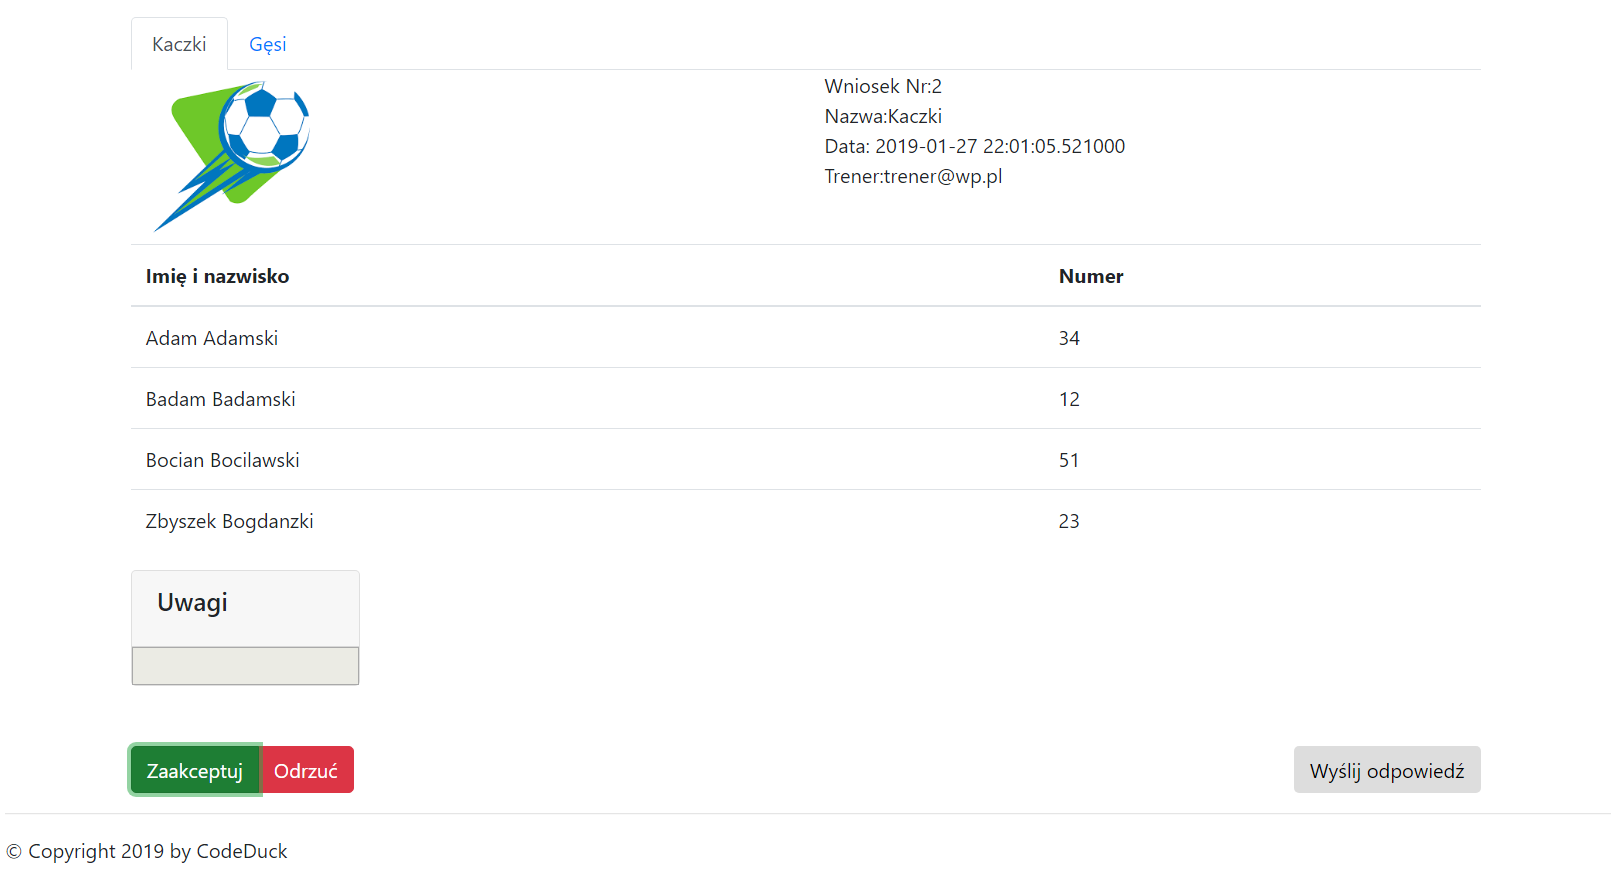 Kaczki Gęsi
Wniosek Nr:2
Nazwa:Kaczki
Data: 2019-01-27 22:01:05.521000
Trener:trener@wp.pl
Imię i nazwisko Numer
Adam Adamski 34
Badam Badamski 12
Bocian Bocilawski 51
Zbyszek Bogdanzki 23
Uwagi
Zaakceptuj Odrzuć Wyślij odpowiedź
© Copyright 2019 by CodeDuck